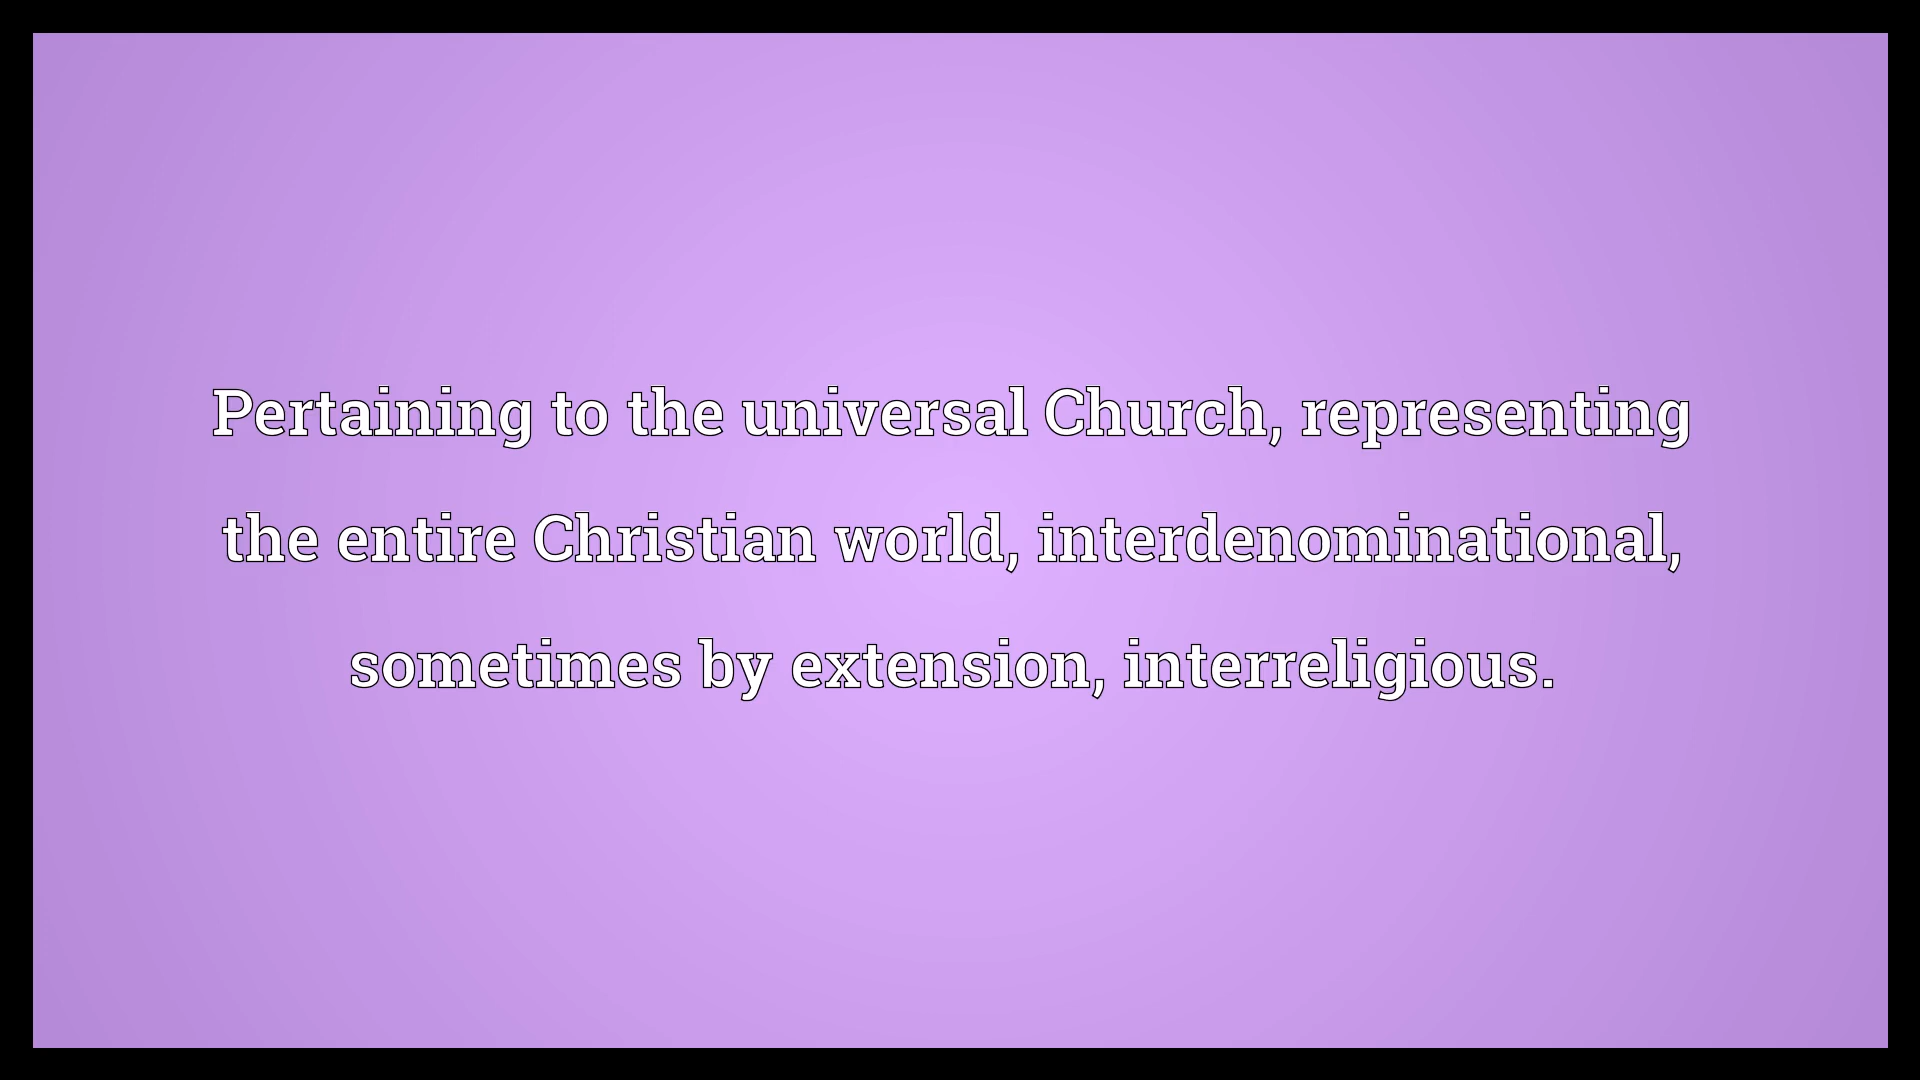 Pertaining to the universal Church, representing
the entire Christian world, interdenominational,
sometimes by extension, interreligious.